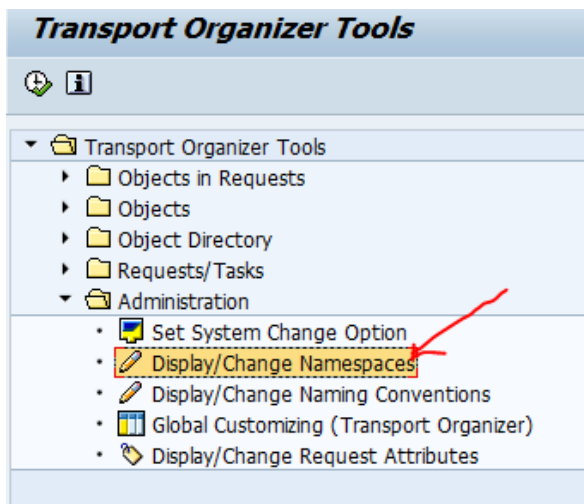 Transport Organizer Tools
Transport Organizer Tools
Objects in Requests
Objects
Object Directory
Requests/Tasks
Administration
Set System Change Option
Display/Change Namespaces
Display/Change Naming Conventions
Global Customizing (Transport Organizer)
Display/Change Request Attributes